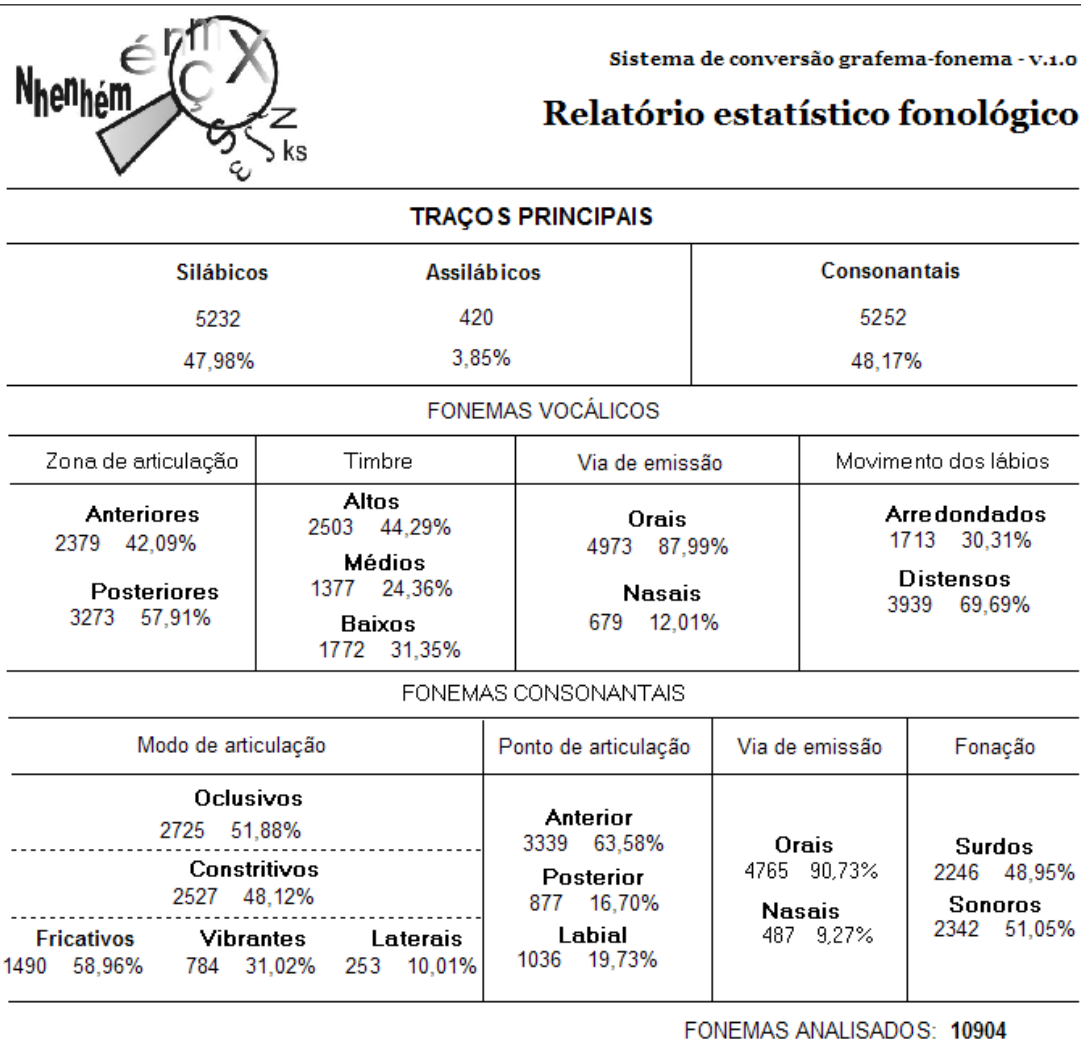 Nhenhém
é n m X
Ç
S
ɛ ʃ Z
ks
Sistema de conversão grafema-fonema - v.1.0
Relatório estatístico fonológico
TRAÇOS PRINCIPAIS
Silábicos Assilábicos Consonantais
5232 420 5252
47,98% 3,85% 48,17%
FONEMAS VOCÁLICOS
Zona de articulação Timbre Via de emissão Movimento dos lábios
Anteriores
2379 42,09%
Posteriores
3273 57,91%
Altos
2503 44,29%
Médios
1377 24,36%
Baixos
1772 31,35%
Orais
4973 87,99%
Nasais
679 12,01%
Arredondados
1713 30,31%
Distensos
3939 69,69%
FONEMAS CONSONANTAIS
Modo de articulação Ponto de articulação Via de emissão Fonação
Oclusivos
2725 51,88%
Constritivos
2527 48,12%
Fricativos Vibrantes Laterais
1490 58,96% 784 31,02% 253 10,01%
Anterior
3339 63,58%
Posterior
877 16,70%
Labial
1036 19,73%
Orais
4765 90,73%
Nasais
487 9,27%
Surdos
2246 48,95%
Sonoros
2342 51,05%
FONEMAS ANALISADOS: 10904